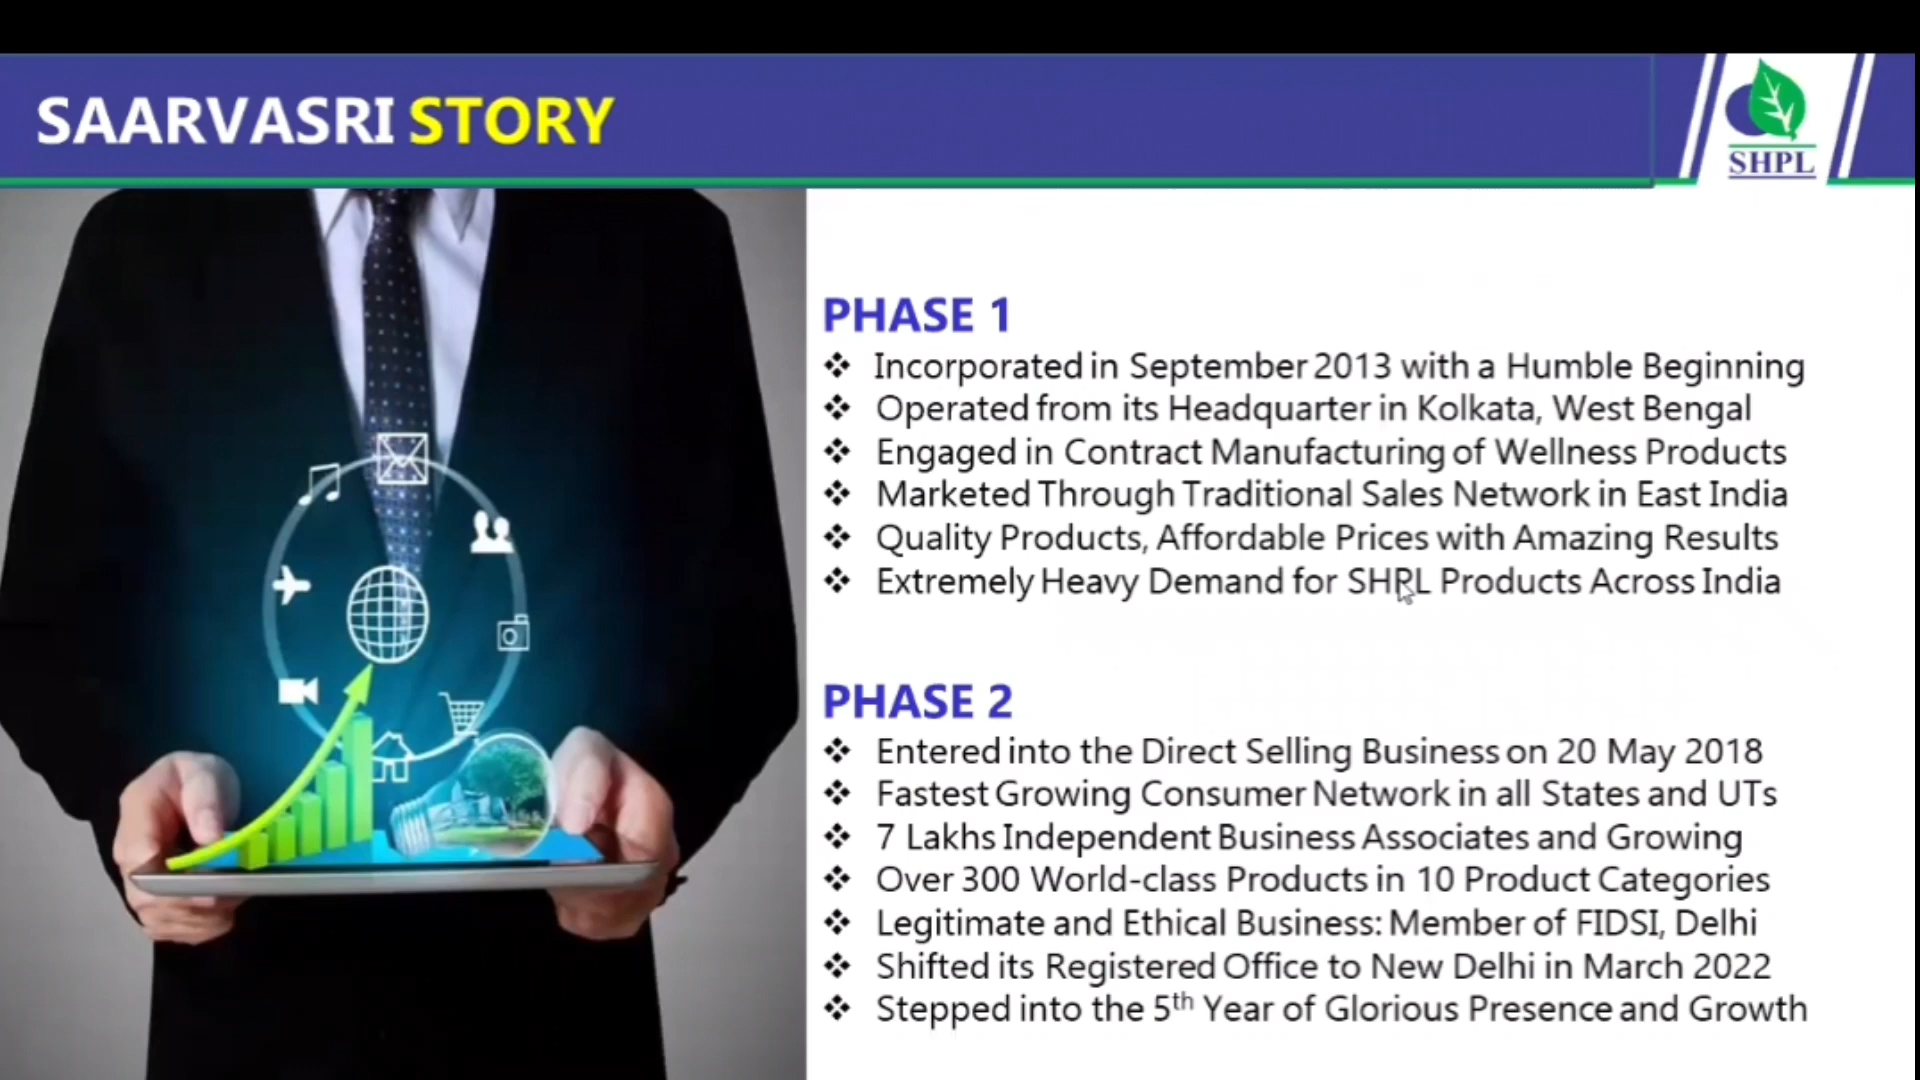 SAARVASRI STORY
SHPL
PHASE 1
❖ Incorporated in September 2013 with a Humble Beginning
❖ Operated from its Headquarter in Kolkata, West Bengal
❖ Engaged in Contract Manufacturing of Wellness Products
❖ Marketed Through Traditional Sales Network in East India
❖ Quality Products, Affordable Prices with Amazing Results
❖ Extremely Heavy Demand for SHPL Products Across India
PHASE 2
❖ Entered into the Direct Selling Business on 20 May 2018
❖ Fastest Growing Consumer Network in all States and UTs
❖ 7 Lakhs Independent Business Associates and Growing
❖ Over 300 World-class Products in 10 Product Categories
❖ Legitimate and Ethical Business: Member of FIDSI, Delhi
❖ Shifted its Registered Office to New Delhi in March 2022
❖ Stepped into the 5th Year of Glorious Presence and Growth